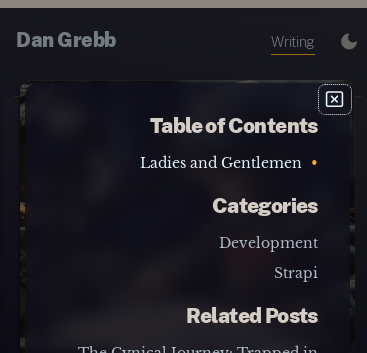 Dan Grebb
Writing
Table of Contents
Ladies and Gentlemen
Categories
Development
Strapi
Related Posts
The Cynical Journey: Trapped in